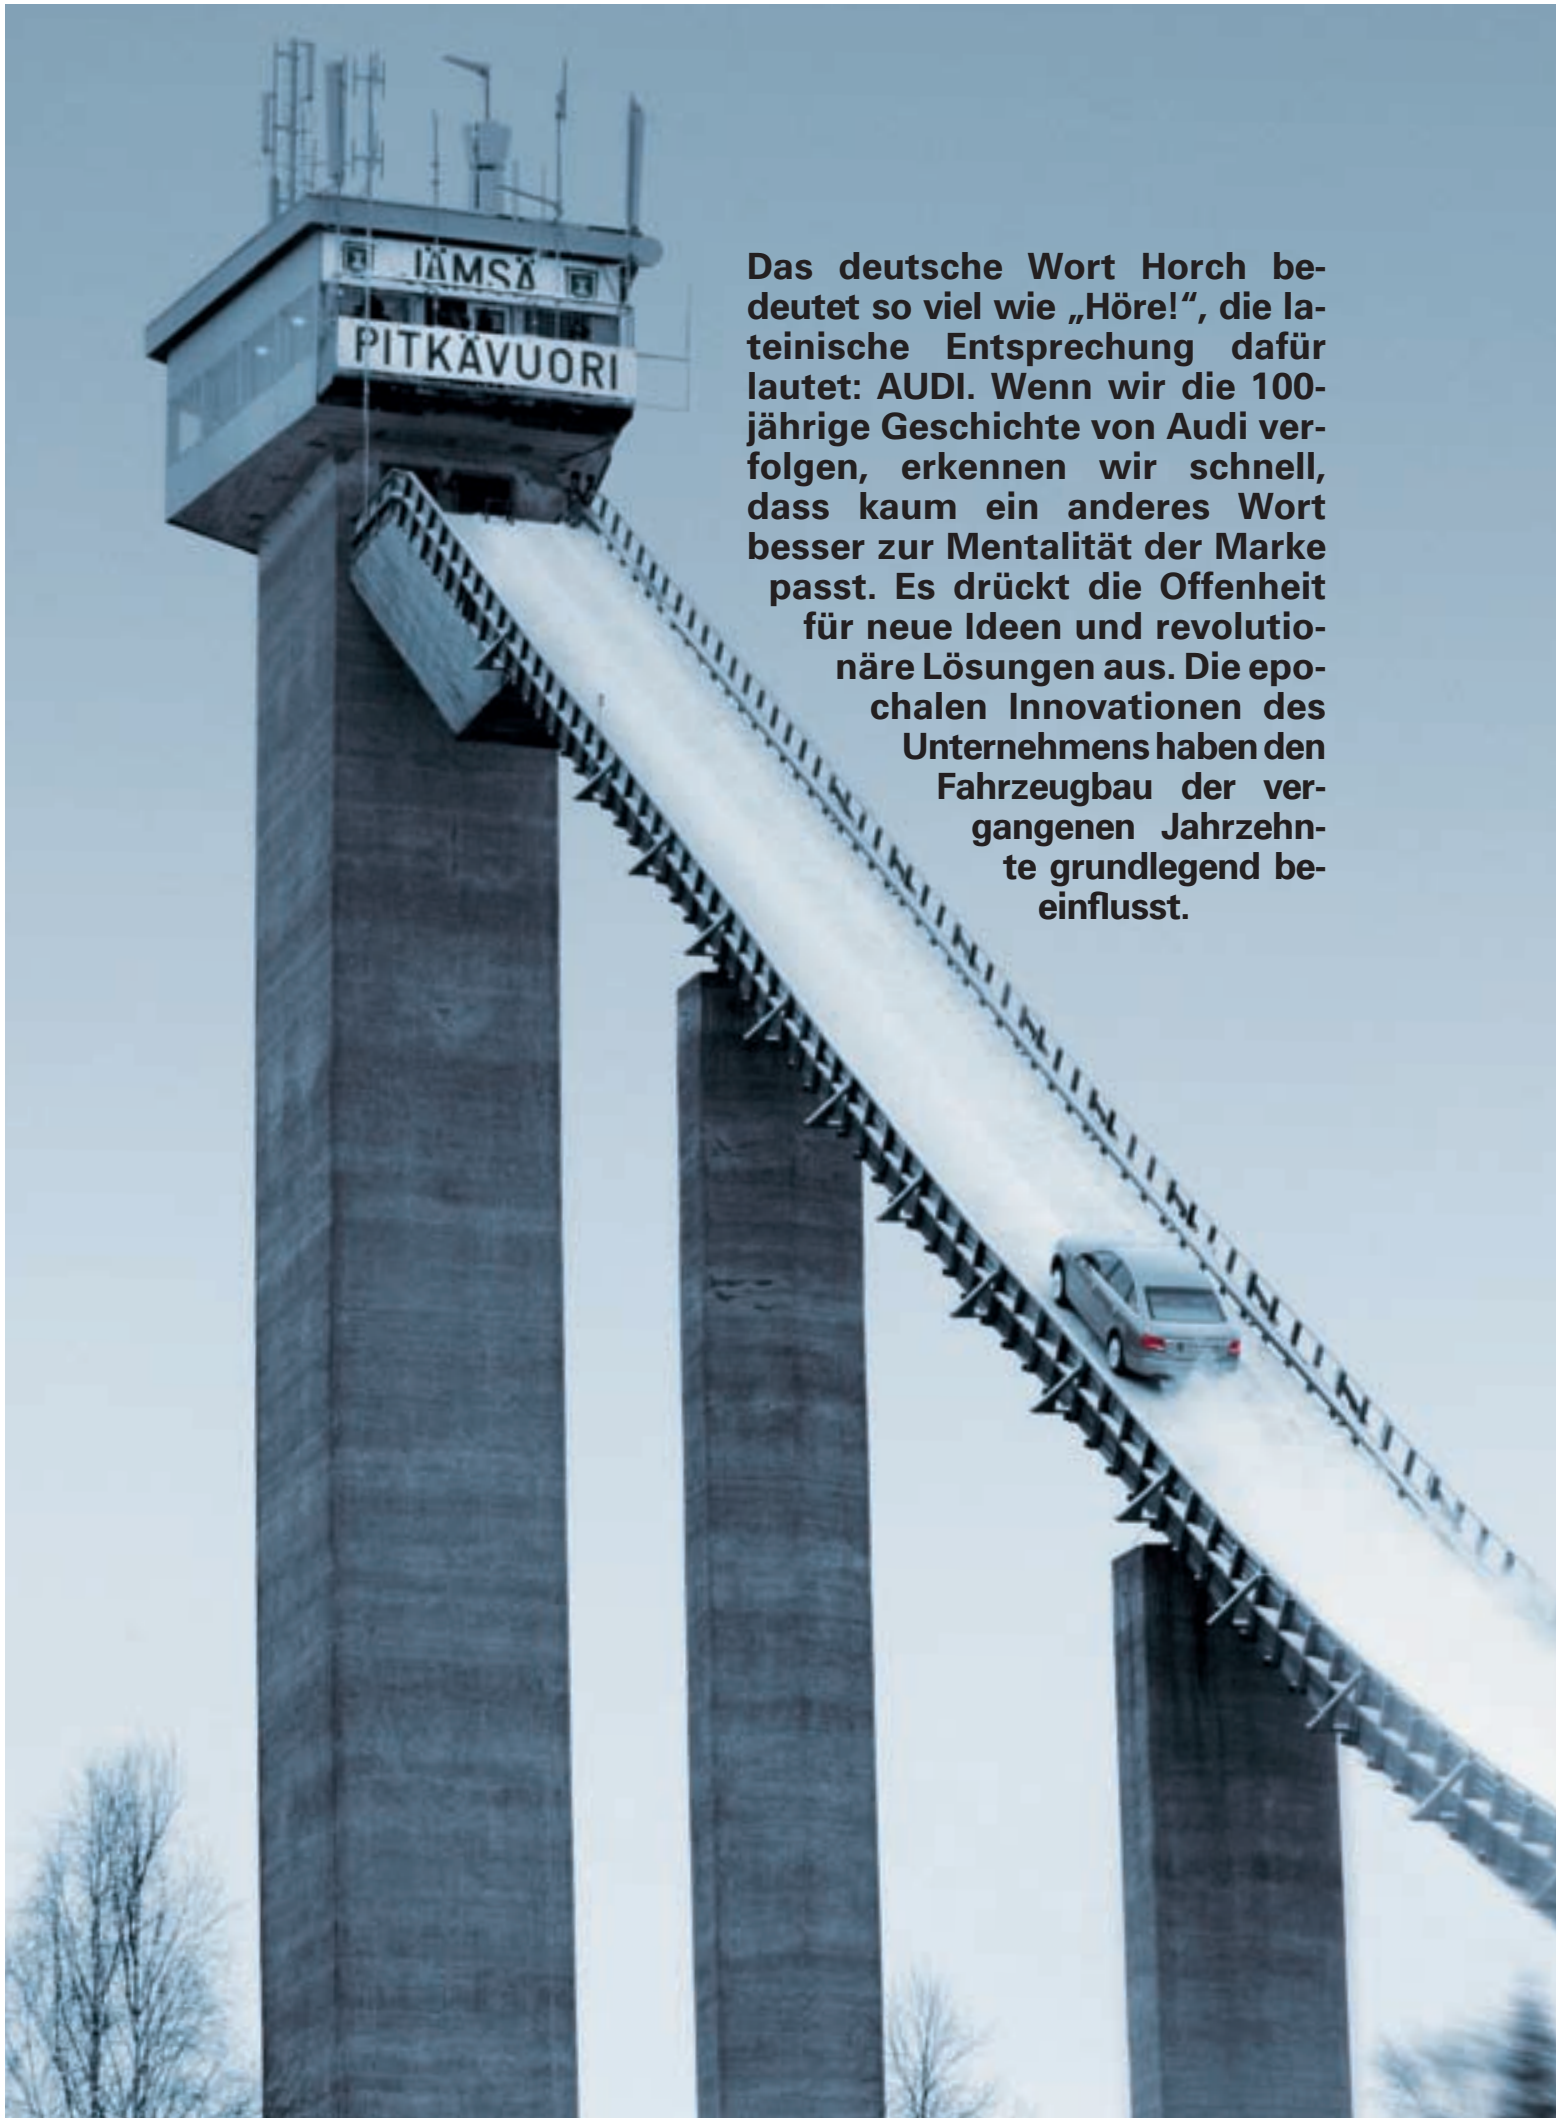 JÄMSÄ
PITKÄVUORI
Das deutsche Wort Horch be-
deutet so viel wie „Höre!“, die la-
teinische Entsprechung dafür
lautet: AUDI. Wenn wir die 100-
jährige Geschichte von Audi ver-
folgen, erkennen wir schnell,
dass kaum ein anderes Wort
besser zur Mentalität der Marke
passt. Es drückt die Offenheit
für neue Ideen und revolutio-
näre Lösungen aus. Die epo-
chalen Innovationen des
Unternehmens haben den
Fahrzeugbau der ver-
gangenen Jahrzehn-
te grundlegend be-
einflusst.